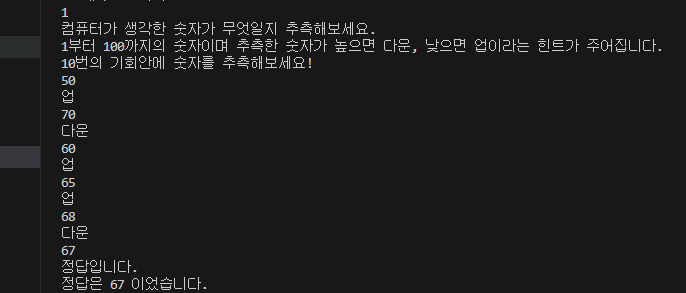 1
컴퓨터가 생각한 숫자가 무엇일지 추측해보세요.
1부터 100까지의 숫자이며 추측한 숫자가 높으면 다운, 낮으면 업이라는 힌트가 주어집니다.
10번의 기회안에 숫자를 추측해보세요!
50
업
70
다운
60
업
65
업
68
다운
67
정답입니다.
정답은 67 이었습니다.